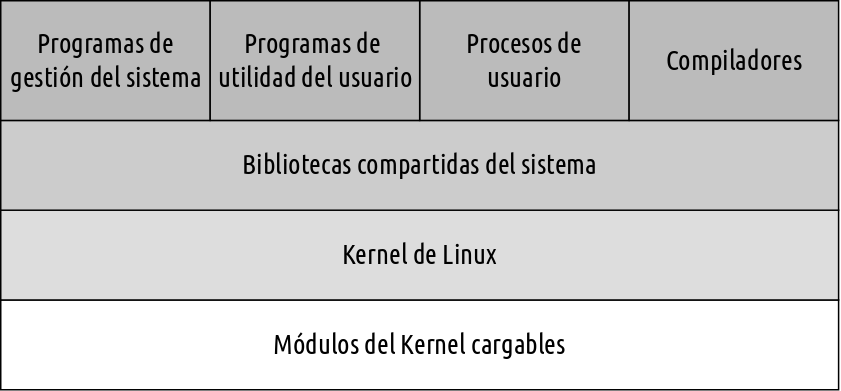 Programas de
gestión del sistema
Programas de
utilidad del usuario
Procesos de
usuario
Compiladores
Bibliotecas compartidas del sistema
Kernel de Linux
Módulos del Kernel cargables